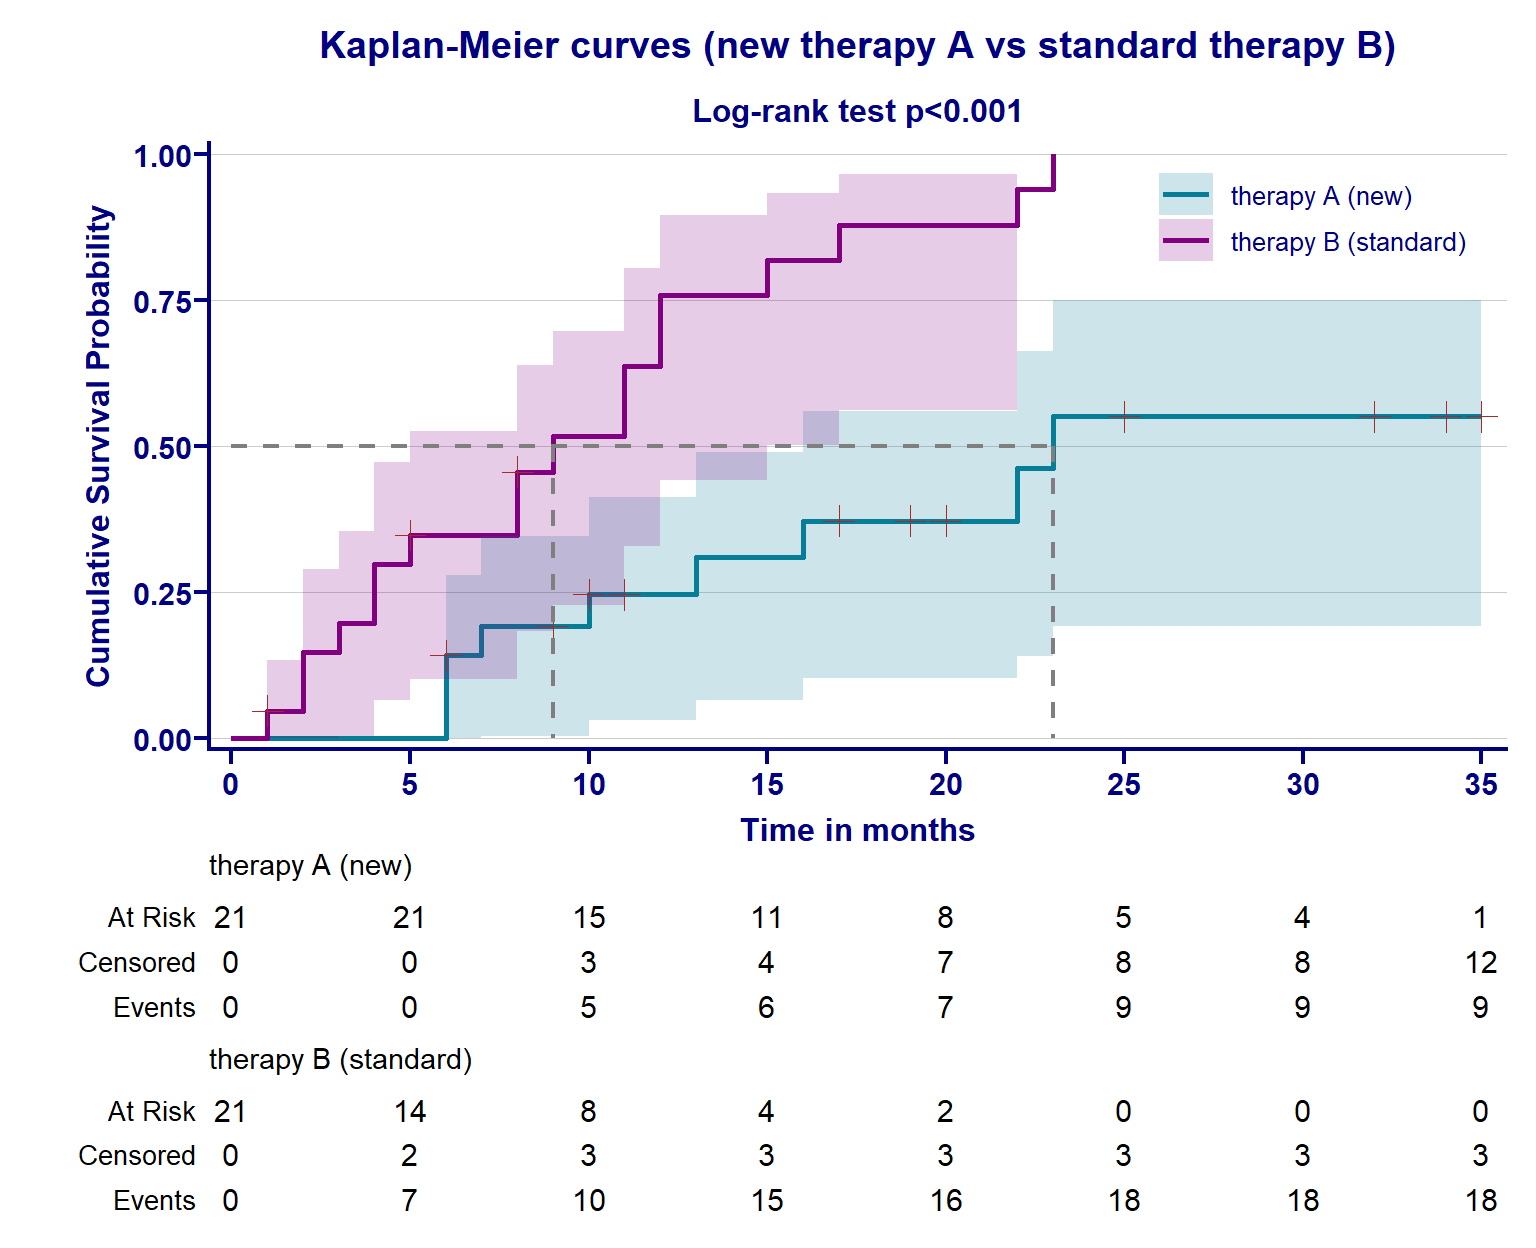 Kaplan-Meier curves (new therapy A vs standard therapy B)
Log-rank test p<0.001
Cumulative Survival Probability
1.00
0.75
0.50
0.25
0.00
therapy A (new)
therapy B (standard)
0 5 10 15 20 25 30 35
Time in months
therapy A (new)
At Risk 21 21 15 11 8 5 4 1
Censored 0 0 3 4 7 8 8 12
Events 0 0 5 6 7 9 9 9
therapy B (standard)
At Risk 21 14 8 4 2 0 0 0
Censored 0 2 3 3 3 3 3 3
Events 0 7 10 15 16 18 18 18